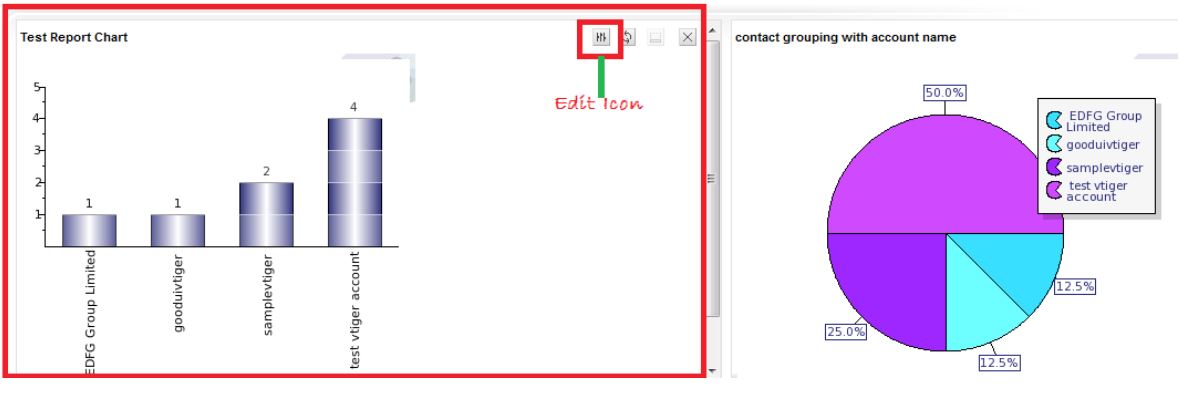 Test Report Chart
Edit Icon
5
4
3
2
1
1
1
2
4
EDFG Group Limited
gooduivtiger
samplevtiger
test vtiger account
contact grouping with account name
50.0%
EDFG Group
Limited
gooduivtiger
samplevtiger
test vtiger
account
12.5%
25.0%
12.5%